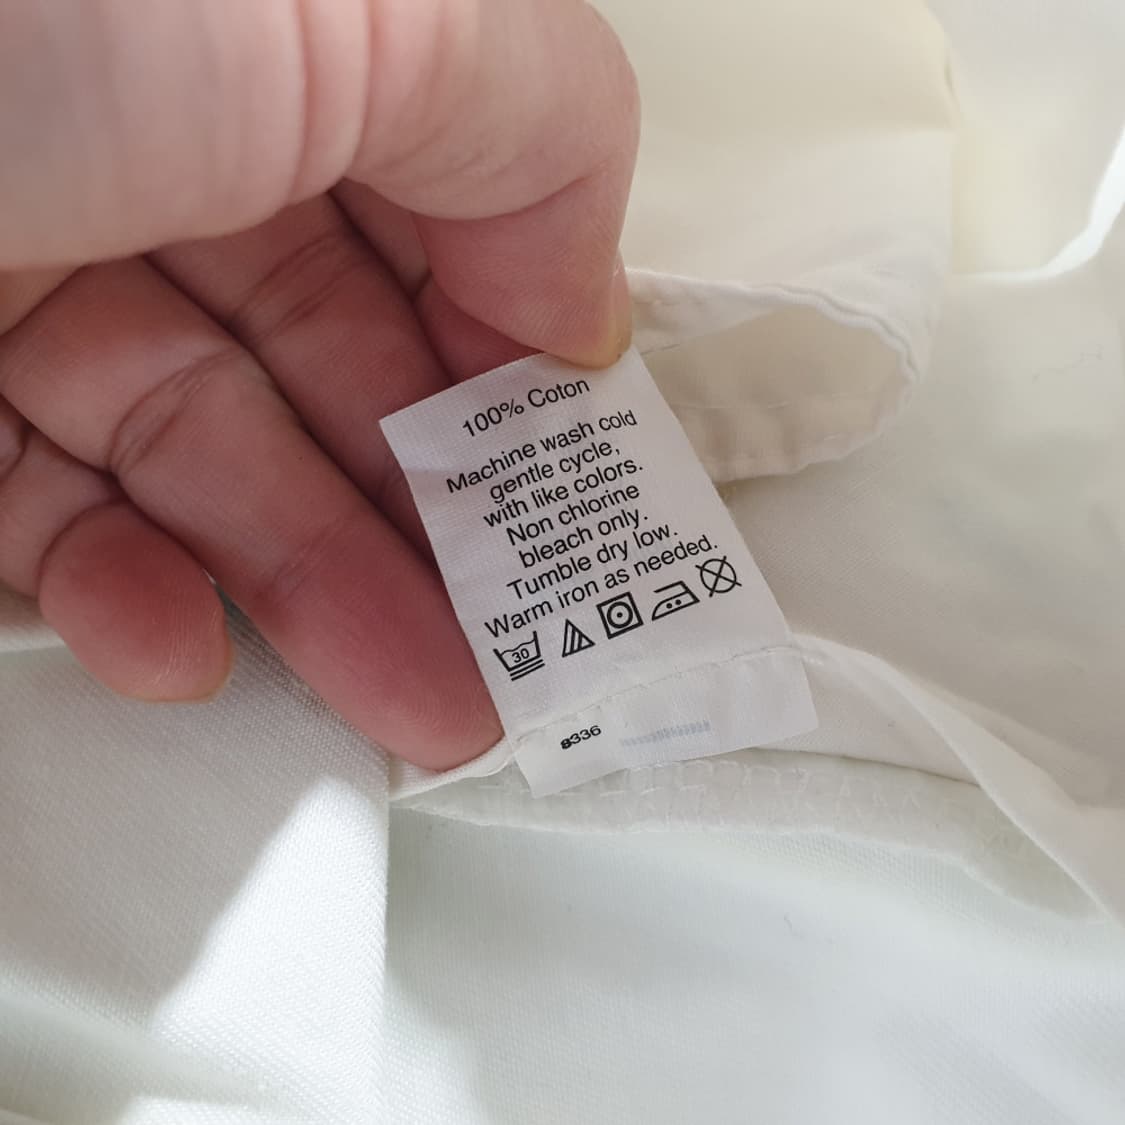 100% Coton
Machine wash cold
gentle cycle,
with like colors.
Non chlorine
bleach only.
Tumble dry low.
Warm iron as needed.
30
8336